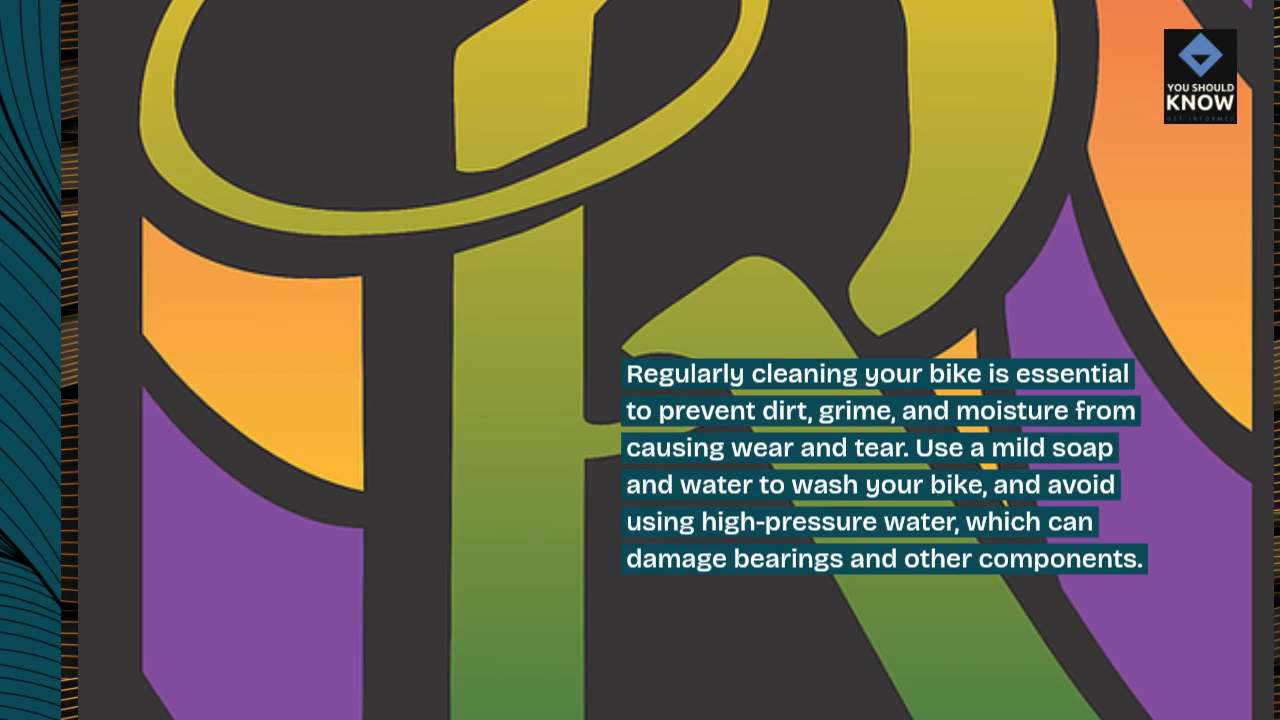 YOU SHOULD
KNOW
GET INFORMED
Regularly cleaning your bike is essential
to prevent dirt, grime, and moisture from
causing wear and tear. Use a mild soap
and water to wash your bike, and avoid
using high-pressure water, which can
damage bearings and other components.